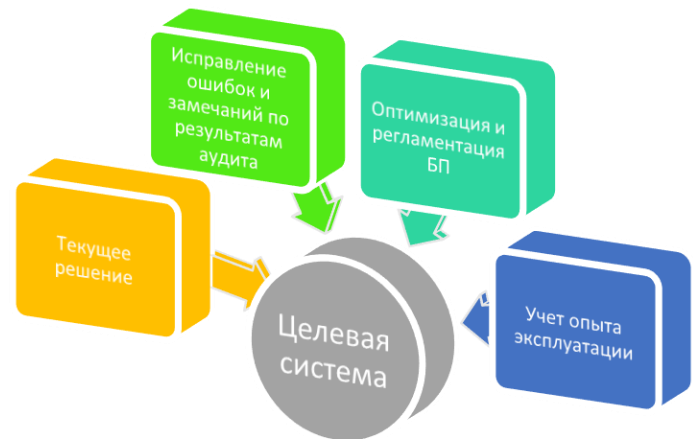 Исправление
ошибок и
замечаний по
результатам
аудита
Оптимизация и
регламентация
БП
Текущее
решение
Учет опыта
эксплуатации
Целевая
система